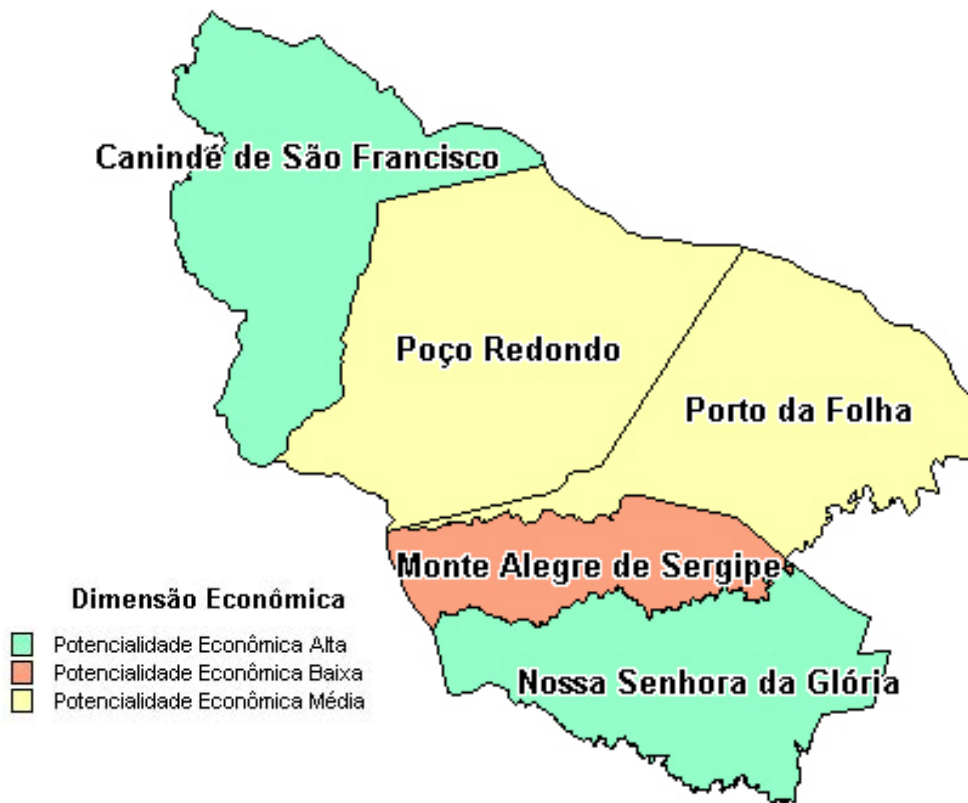 Canindé de São Francisco
Poço Redondo
Porto da Folha
Monte Alegre de Sergipe
Nossa Senhora da Glória
Dimensão Econômica
Potencialidade Econômica Alta
Potencialidade Econômica Baixa
Potencialidade Econômica Média